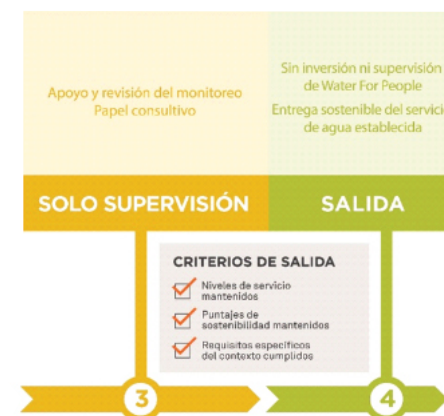 Apoyo y revisión del monitoreo
Papel consultivo
Sin inversión ni supervisión
de Water For People
Entrega sostenible del servicio
de agua establecida
SOLO SUPERVISIÓN
SALIDA
CRITERIOS DE SALIDA
Niveles de servicio
mantenidos
Puntajes de
sostenibilidad mantenidos
Requisitos específicos
del contexto cumplidos
3
4